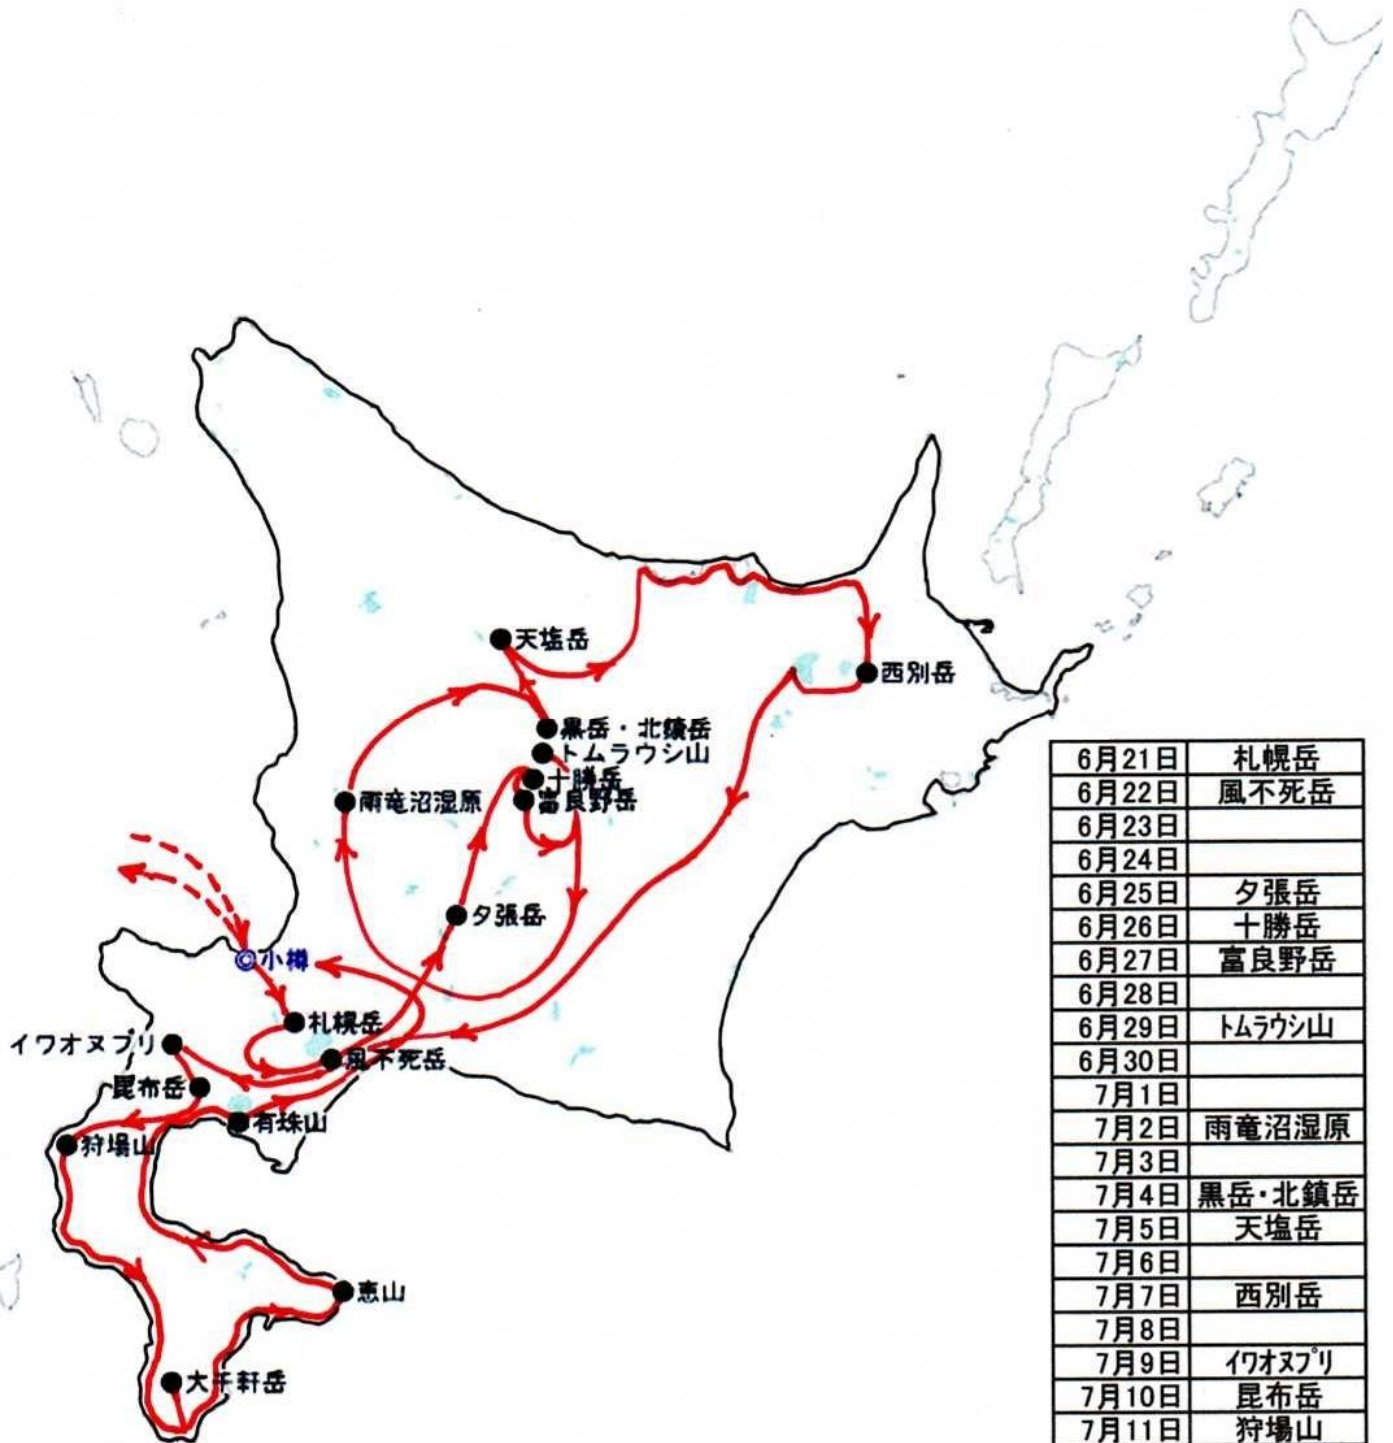 天塩岳
西別岳
黒岳・北鎮岳
トムラウシ山
十勝岳
富良野岳
雨竜沼湿原
夕張岳
◎小樽
札幌岳
イワオヌプリ
風不死岳
昆布岳
有珠山
狩場山
恵山
大千軒岳
6月21日 札幌岳
6月22日 風不死岳
6月23日
6月24日
6月25日 夕張岳
6月26日 十勝岳
6月27日 富良野岳
6月28日
6月29日 トムラウシ山
6月30日
7月1日
7月2日 雨竜沼湿原
7月3日
7月4日 黒岳・北鎮岳
7月5日 天塩岳
7月6日
7月7日 西別岳
7月8日
7月9日 イワオヌプリ
7月10日 昆布岳
7月11日 狩場山